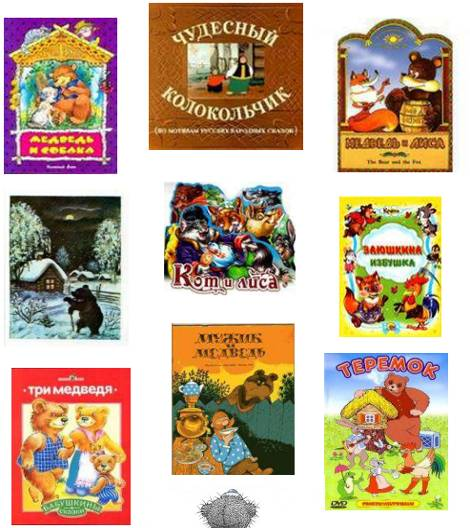 МЕДВЕДЬ
И СОБАКА
ЧУДЕСНЫЙ
КОЛОКОЛЬЧИК
(ПО МОТИВАМ РУССКИХ НАРОДНЫХ СКАЗОК)
МЕДВЕДЬ И ЛИСА
The Bear and the Fox
Кот и лиса
ЗАЮШКИНА
ИЗБУШКА
ТРИ МЕДВЕДЯ
БАБУШКИНЫ
СКАЗКИ
МУЖИК
И
МЕДВЕДЬ
ТЕРЕМОК
DVD